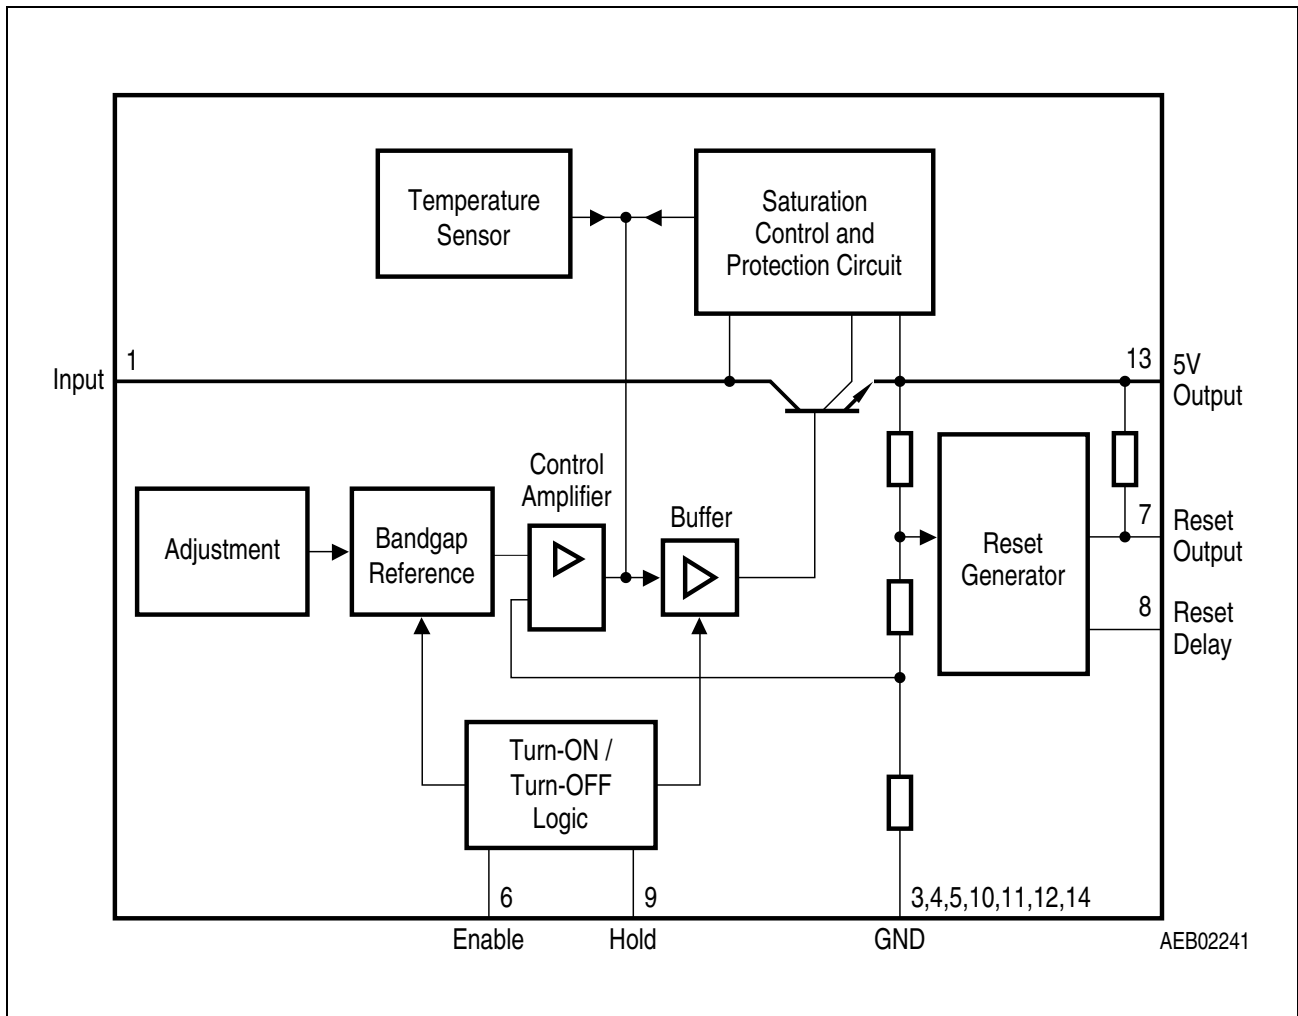 Temperature
Sensor
Saturation
Control and
Protection Circuit
1
Input
13
5V
Output
Control
Amplifier
Buffer
Adjustment
Bandgap
Reference
Reset
Generator
7
Reset
Output
8
Reset
Delay
Turn-ON /
Turn-OFF
Logic
6
9
3,4,5,10,11,12,14
Enable
Hold
GND
AEB02241